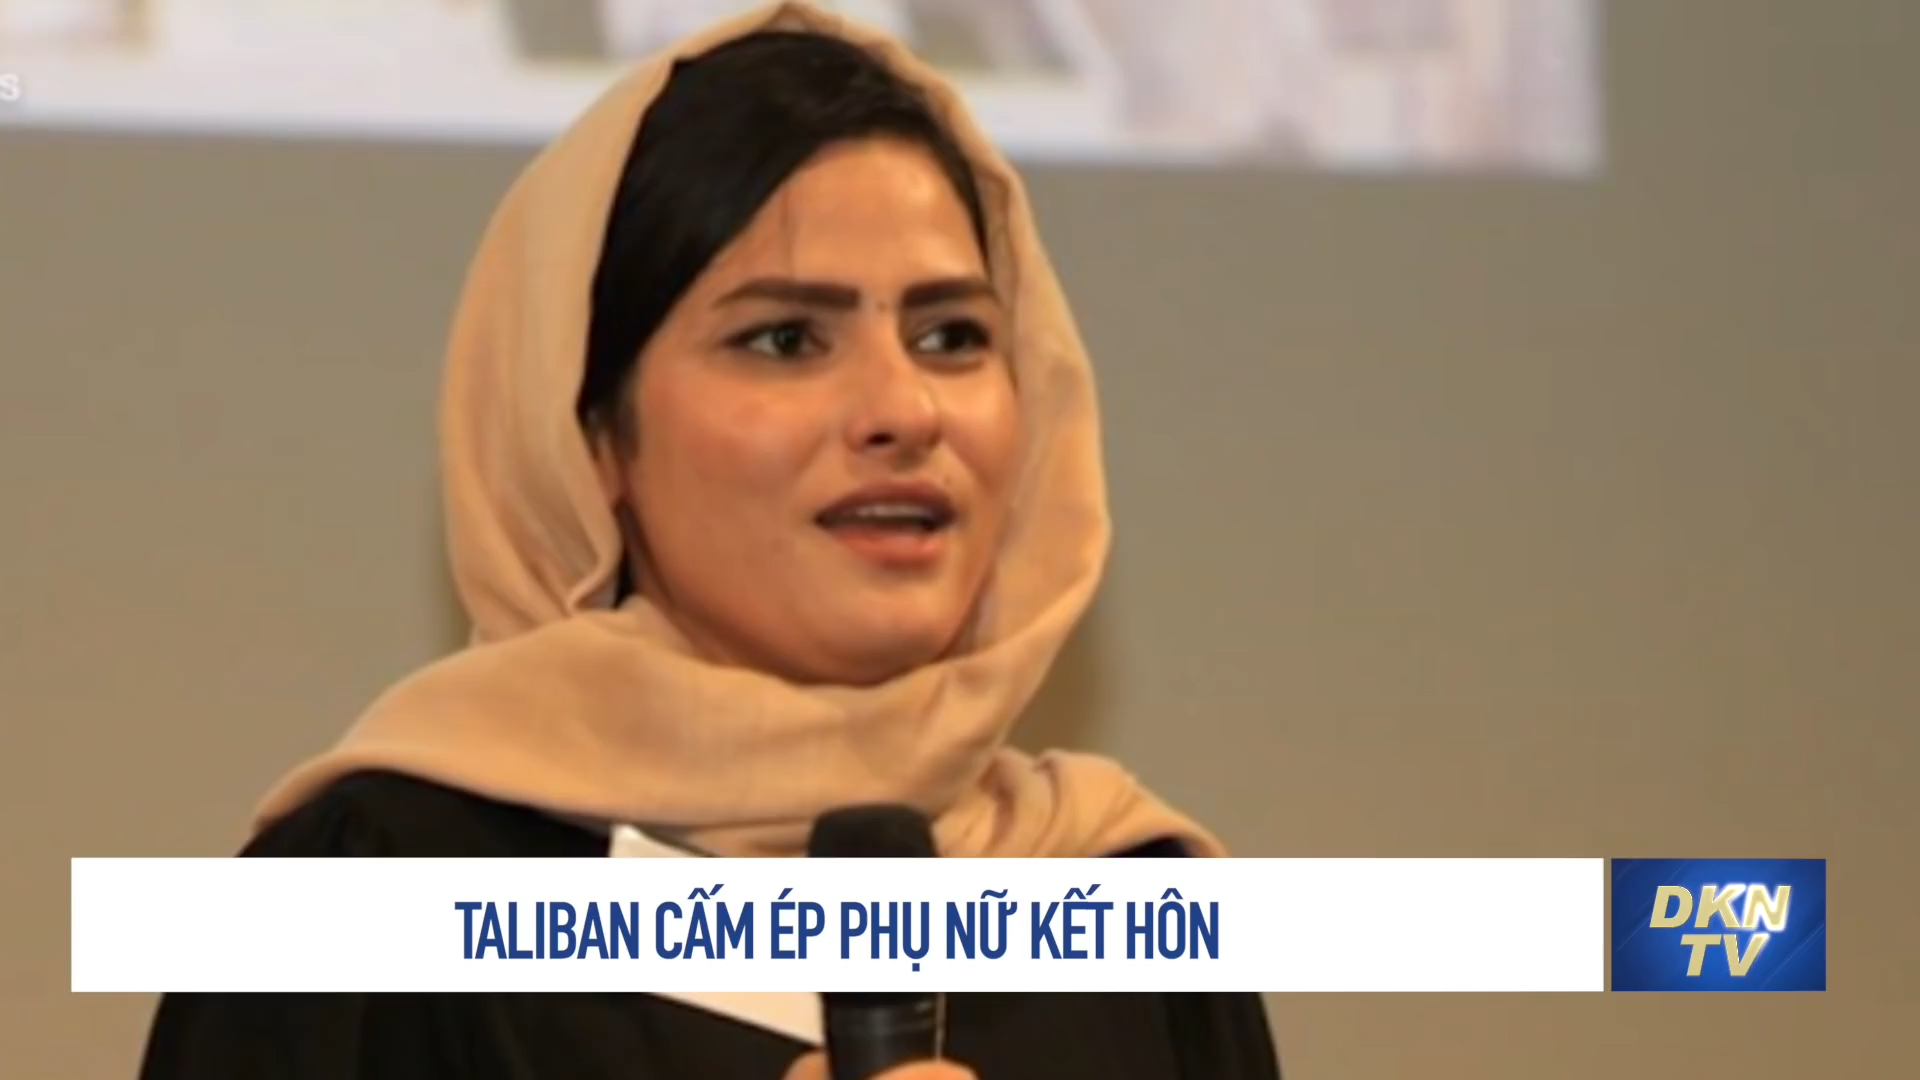 s
TALIBAN CẤM ÉP PHỤ NỮ KẾT HÔN
DKN
TV